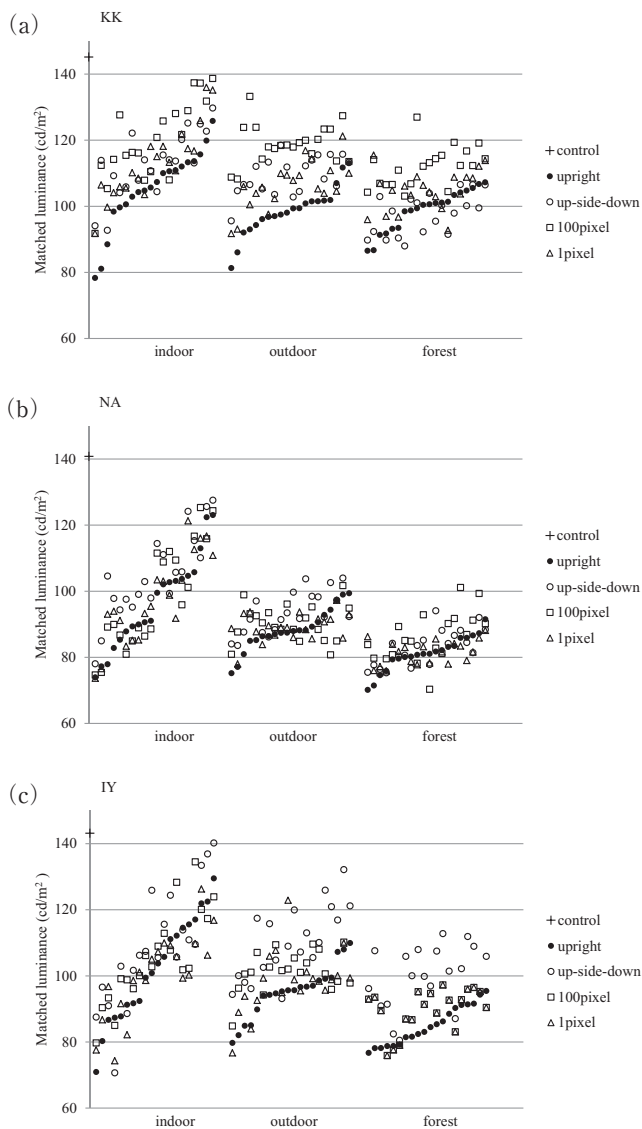 (a) KK
Matched luminance (cd/m²)
140
120
100
80
60
indoor outdoor forest
control
upright
up-side-down
100pixel
1pixel
(b) NA
Matched luminance (cd/m²)
140
120
100
80
60
indoor outdoor forest
control
upright
up-side-down
100pixel
1pixel
(c) IY
Matched luminance (cd/m²)
140
120
100
80
60
indoor outdoor forest
control
upright
up-side-down
100pixel
1pixel